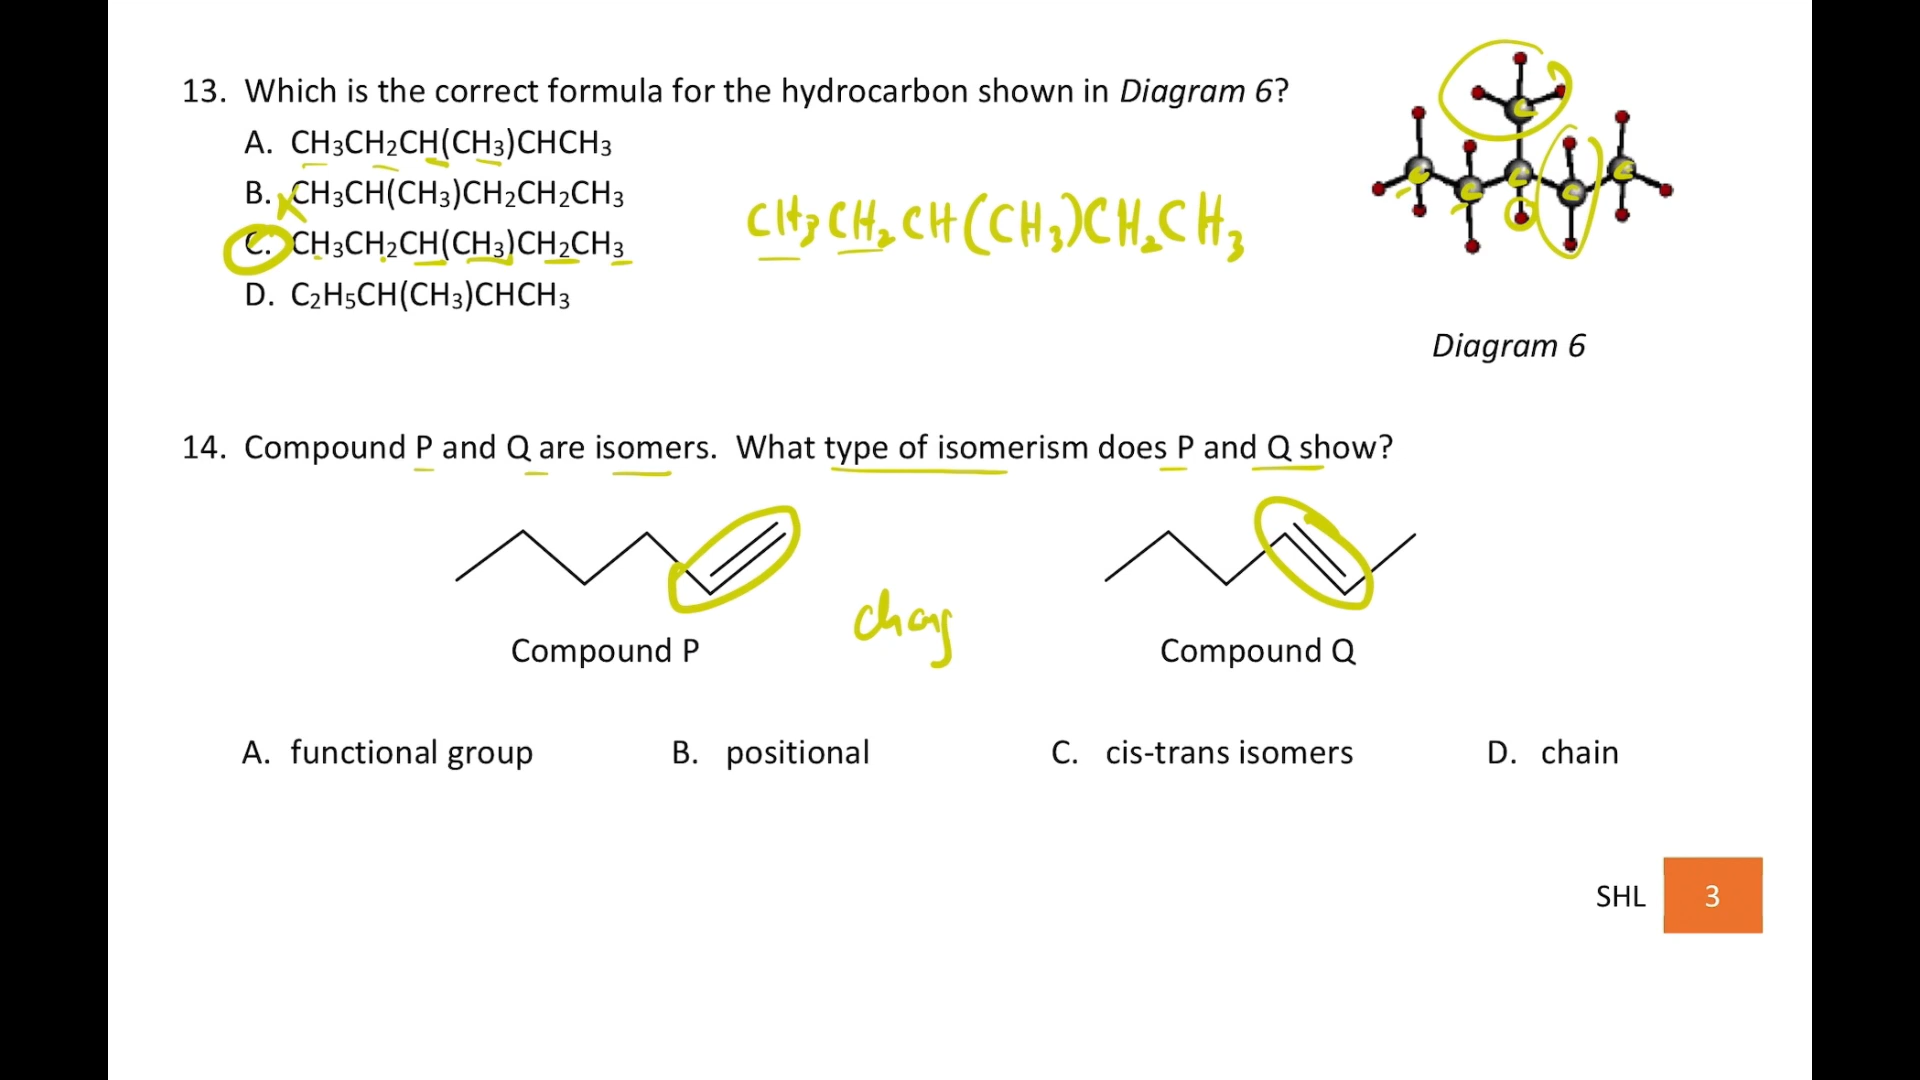 13. Which is the correct formula for the hydrocarbon shown in Diagram 6?
A. CH3CH2CH(CH3)CHCH3
B. CH3CH(CH3)CH2CH2CH3
C. CH3CH2CH(CH3)CH2CH3
D. C2H5CH(CH3)CHCH3
CH3CH2CH(CH3)CH2CH3
C
C C C C C
Diagram 6
14. Compound P and Q are isomers. What type of isomerism does P and Q show?
Compound P
Compound Q
A. functional group
B. positional
C. cis-trans isomers
D. chain
SHL 3